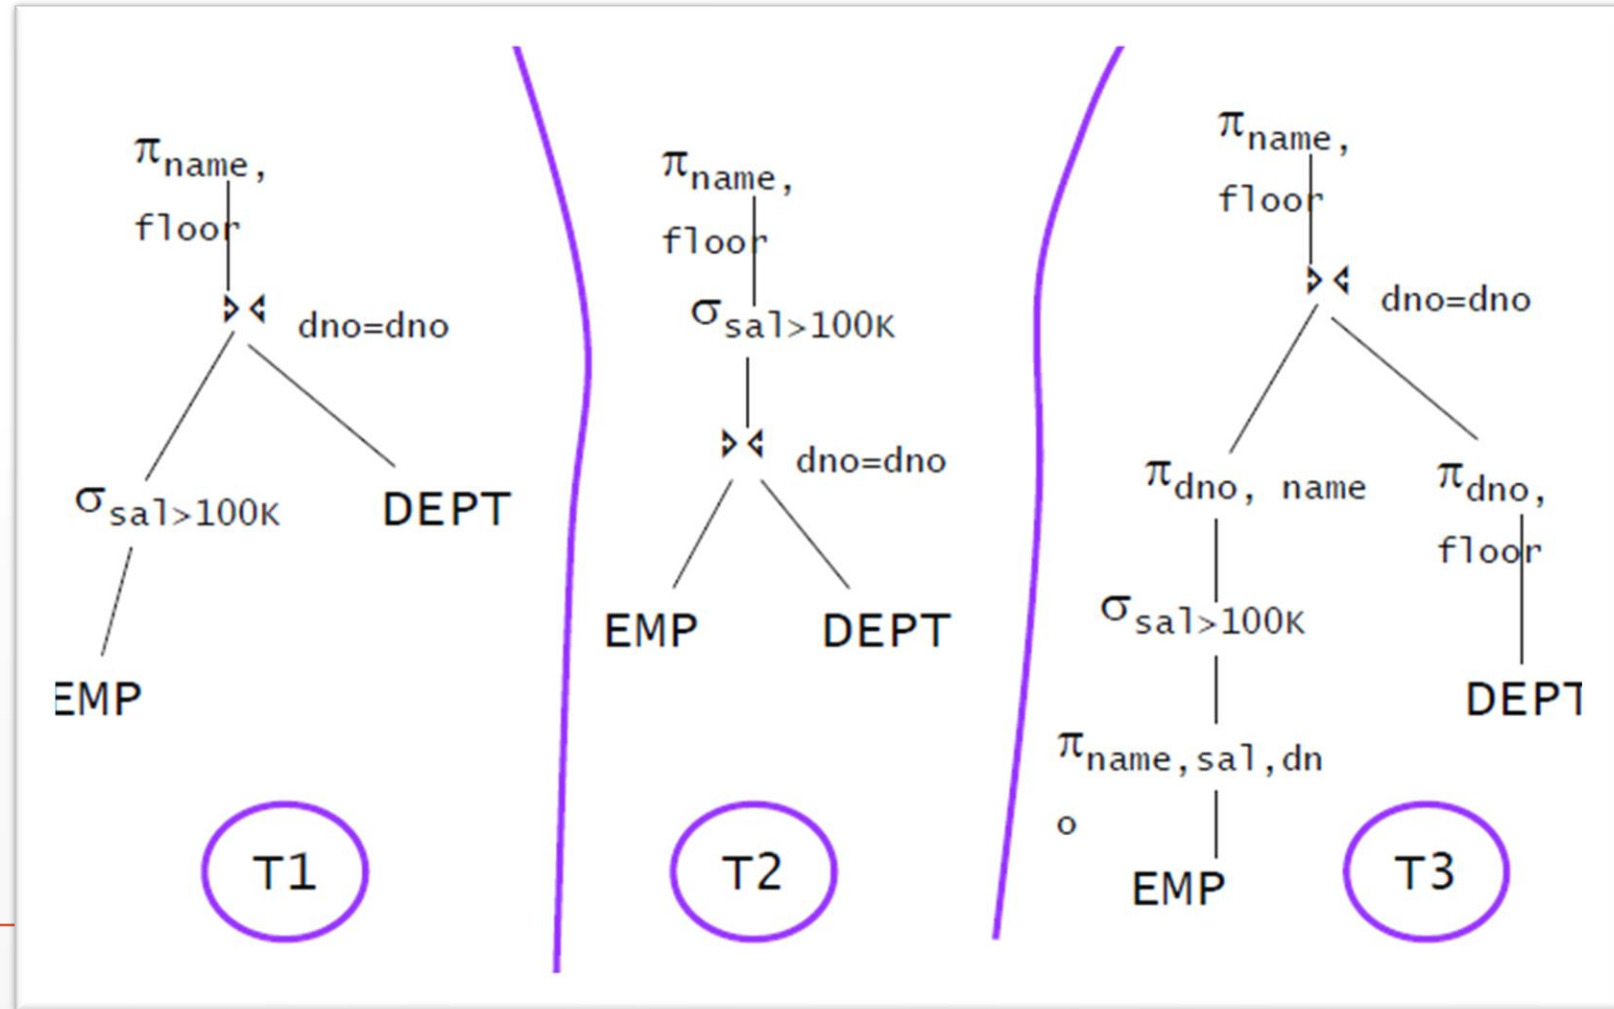 πname,
floor
▷◁ dno=dno
σsal>100K
DEPT
EMP
T1
πname,
floor
σsal>100K
▷◁ dno=dno
EMP
DEPT
T2
πname,
floor
▷◁ dno=dno
πdno, name
πdno,
floor
σsal>100K
DEPT
πname,sal,dn
o
EMP
T3